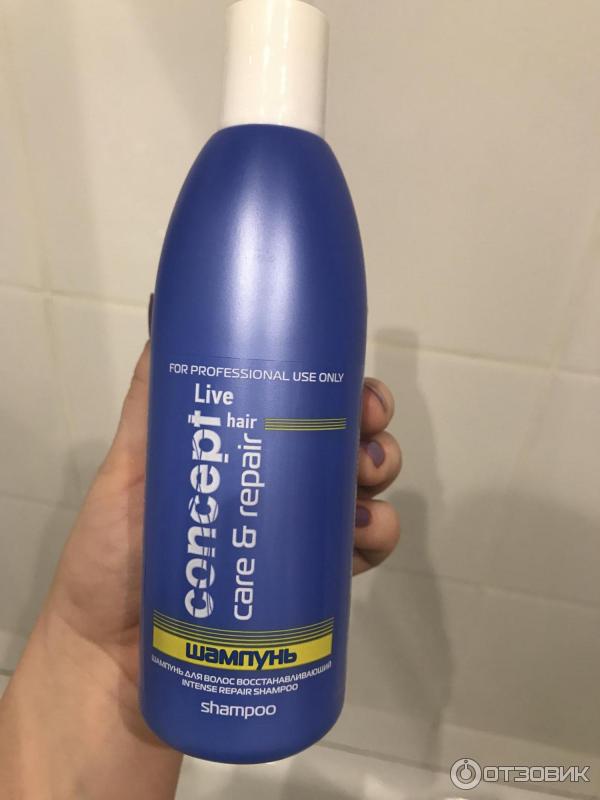 FOR PROFESSIONAL USE ONLY
Live
hair
concept
care & repair
шампунь
ШАМПУНЬ ДЛЯ ВОЛОС ВОССТАНАВЛИВАЮЩИЙ
INTENSE REPAIR SHAMPOO
shampoo
ОТЗОВИК